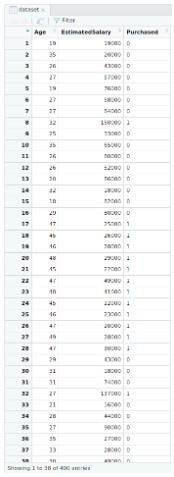 dataset
Filter
Age EstimatedSalary Purchased
1 19 19000 0
2 35 20000 0
3 26 43000 0
4 27 57000 0
5 19 76000 0
6 27 58000 0
7 27 84000 0
8 32 150000 1
9 25 33000 0
10 35 65000 0
11 26 80000 0
12 26 52000 0
13 20 86000 0
14 32 18000 0
15 18 82000 0
16 29 80000 0
17 47 25000 1
18 45 26000 1
19 46 28000 1
20 48 29000 1
21 45 22000 1
22 47 49000 1
23 48 41000 1
24 45 22000 1
25 46 23000 1
26 47 20000 1
27 49 28000 1
28 47 30000 1
29 29 43000 0
30 31 18000 0
31 31 74000 0
32 27 137000 1
33 21 16000 0
34 28 44000 0
35 27 90000 0
36 35 27000 0
37 33 28000 0
38 30 49000 0
Showing 1 to 38 of 400 entries